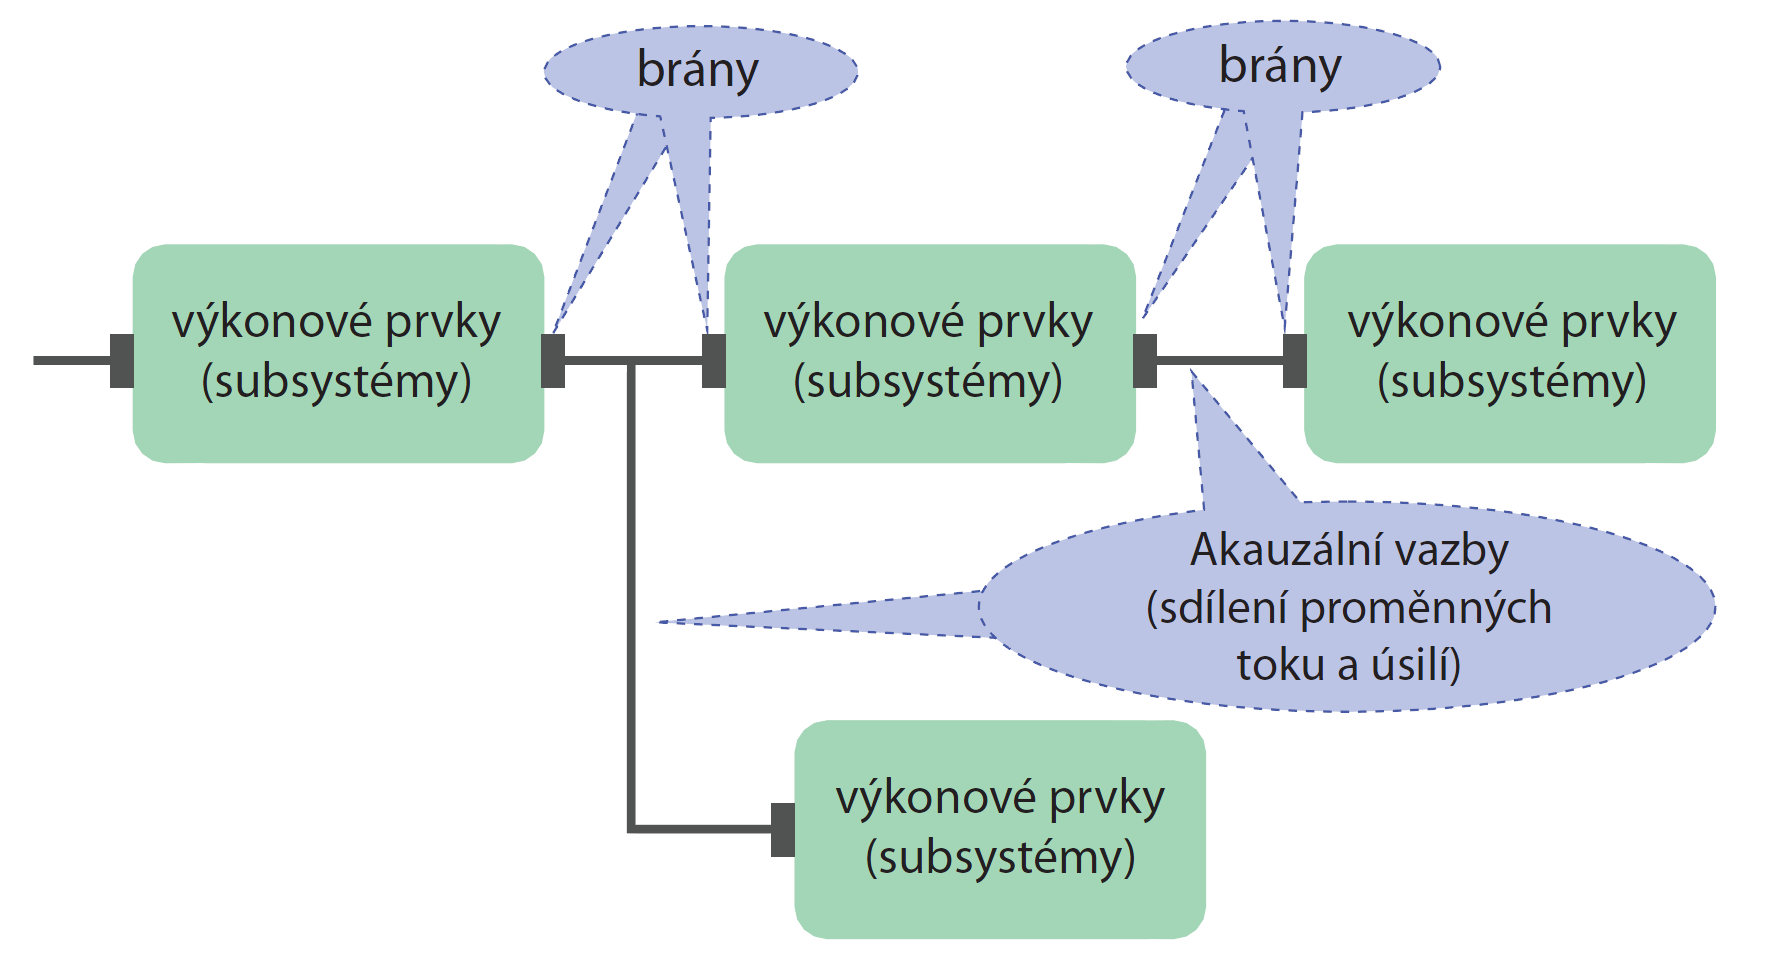 brány
brány
výkonové prvky
(subsystémy)
výkonové prvky
(subsystémy)
výkonové prvky
(subsystémy)
Akauzální vazby
(sdílení proměnných
toku a úsilí)
výkonové prvky
(subsystémy)